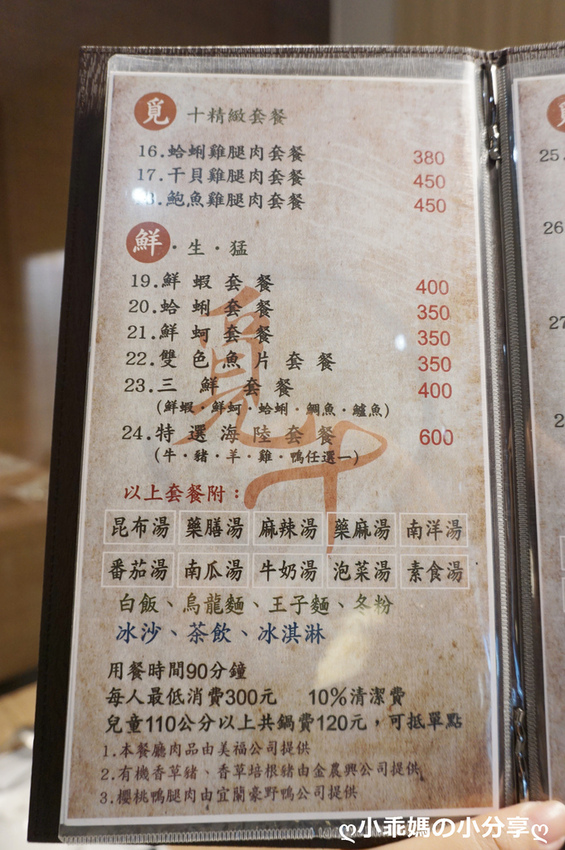 覓 十精緻套餐
16.蛤蜊雞腿肉套餐 380
17.干貝雞腿肉套餐 450
8.鮑魚雞腿肉套餐 450
鮮・生・猛
19.鮮蝦套餐 400
20.蛤蜊套餐 350
21.鮮蚵套餐 350
22.雙色魚片套餐 350
23.三鮮套餐 400
(鮮蝦・鮮蚵・蛤蜊・鯛魚・鱸魚)
24.特選海陸套餐 600
(牛・豬・羊・雞・鴨任選一)
覓十
以上套餐附：
昆布湯 藥膳湯 麻辣湯 藥麻湯 南洋湯
番茄湯 南瓜湯 牛奶湯 泡菜湯 素食湯
白飯、烏龍麵、王子麵、冬粉
冰沙、茶飲、冰淇淋
用餐時間90分鐘
每人最低消費300元 10%清潔費
兒童110公分以上共鍋費120元，可抵單點
1.本餐廳肉品由美福公司提供
2.有機香草豬、香草培根豬由金農興公司提供
3.櫻桃鴨腿肉由宜蘭豪野鴨公司提供
25.
26
27
2
ღ小乖媽の小分享ღ